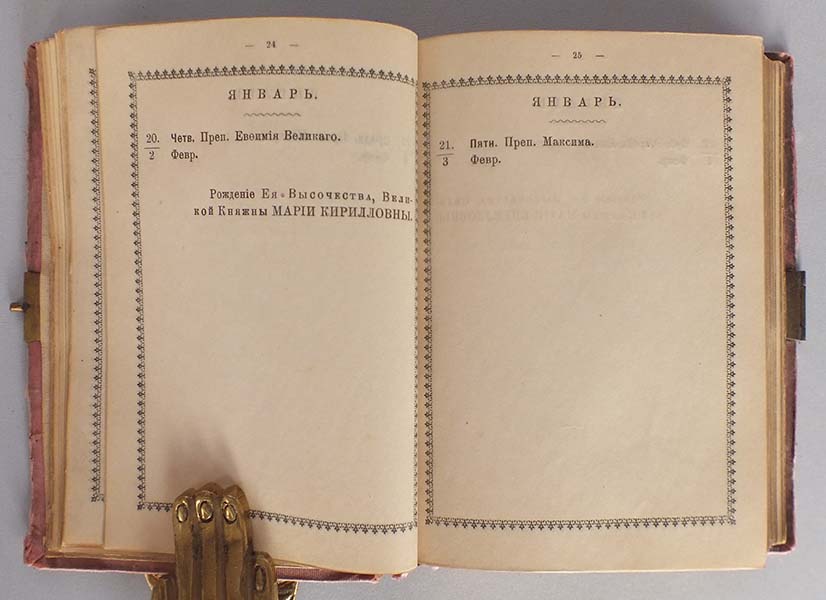 — 24 —
ЯНВАРЬ.
20. Четв. Преп. Евѳимія Великаго.
2 Февр.
Рожденіе Ея Высочества, Вели-
кой Княжны МАРІИ КИРИЛЛОВНЫ.
— 25 —
ЯНВАРЬ.
21. Пятн. Преп. Максима.
3 Февр.